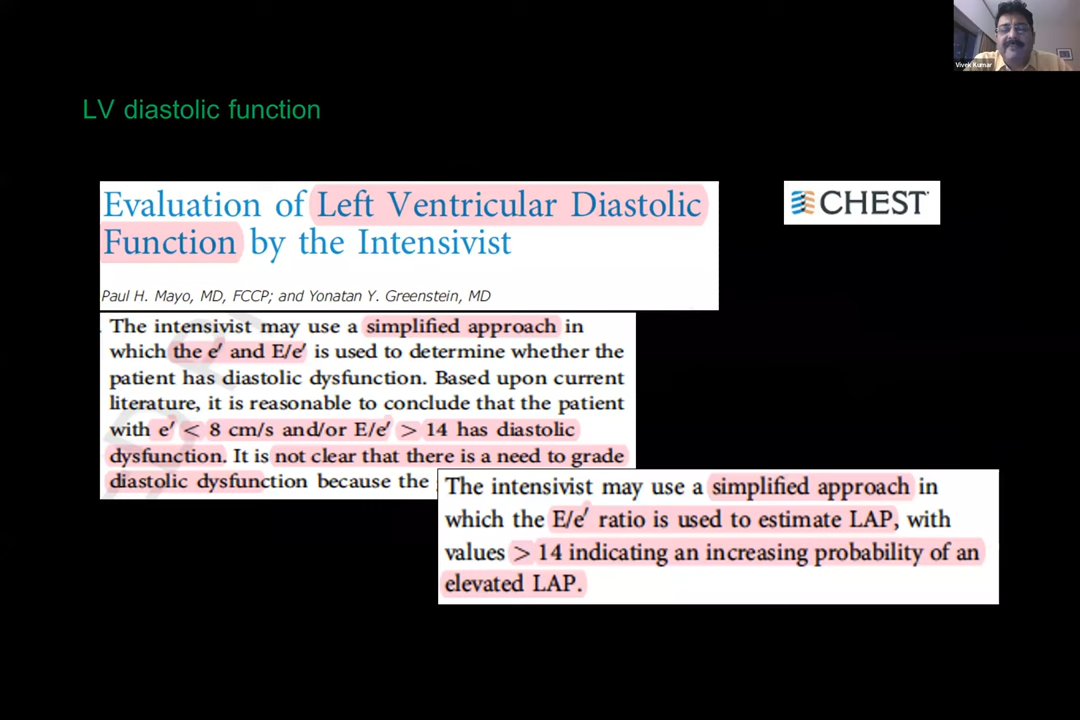 Vivek Kumar
LV diastolic function
Evaluation of Left Ventricular Diastolic
Function by the Intensivist
CHEST
Paul H. Mayo, MD, FCCP; and Yonatan Y. Greenstein, MD
The intensivist may use a simplified approach in
which the e′ and E/e′ is used to determine whether the
patient has diastolic dysfunction. Based upon current
literature, it is reasonable to conclude that the patient
with e′ < 8 cm/s and/or E/e′ > 14 has diastolic
dysfunction. It is not clear that there is a need to grade
diastolic dysfunction because the
The intensivist may use a simplified approach in
which the E/e′ ratio is used to estimate LAP, with
values > 14 indicating an increasing probability of an
elevated LAP.